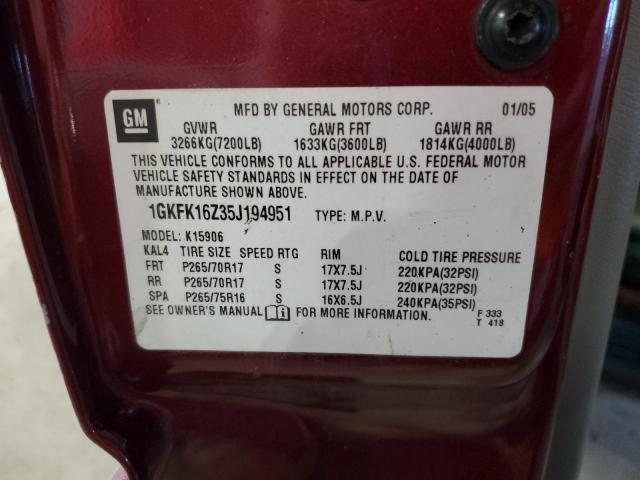 GM MFD BY GENERAL MOTORS CORP. 01/05
GVWR GAWR FRT GAWR RR
3266KG(7200LB) 1633KG(3600LB) 1814KG(4000LB)
THIS VEHICLE CONFORMS TO ALL APPLICABLE U.S. FEDERAL MOTOR
VEHICLE SAFETY STANDARDS IN EFFECT ON THE DATE OF
MANUFACTURE SHOWN ABOVE.
1GKFK16Z35J194951 TYPE: M.P.V.
MODEL: K15906
KAL4 TIRE SIZE SPEED RTG RIM COLD TIRE PRESSURE
FRT P265/70R17 S 17X7.5J 220KPA(32PSI)
RR P265/70R17 S 17X7.5J 220KPA(32PSI)
SPA P265/75R16 S 16X6.5J 240KPA(35PSI)
SEE OWNER'S MANUAL FOR MORE INFORMATION. F 333
T 418